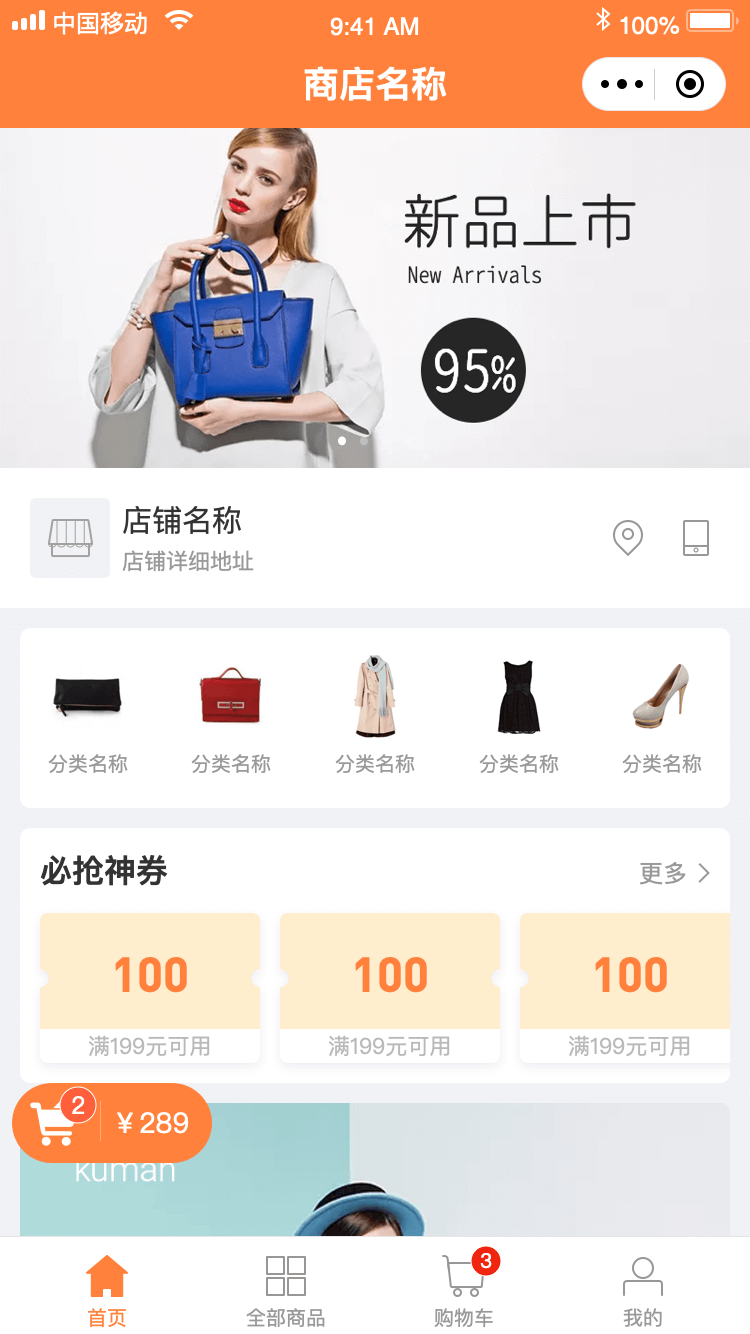 中国移动
9:41 AM
100%
商店名称
新品上市
New Arrivals
95%
店铺名称
店铺详细地址
分类名称 分类名称 分类名称 分类名称 分类名称
必抢神券
更多
100 100 100
满199元可用 满199元可用 满199元可用
2
¥ 289
kuman
3
首页 全部商品 购物车 我的